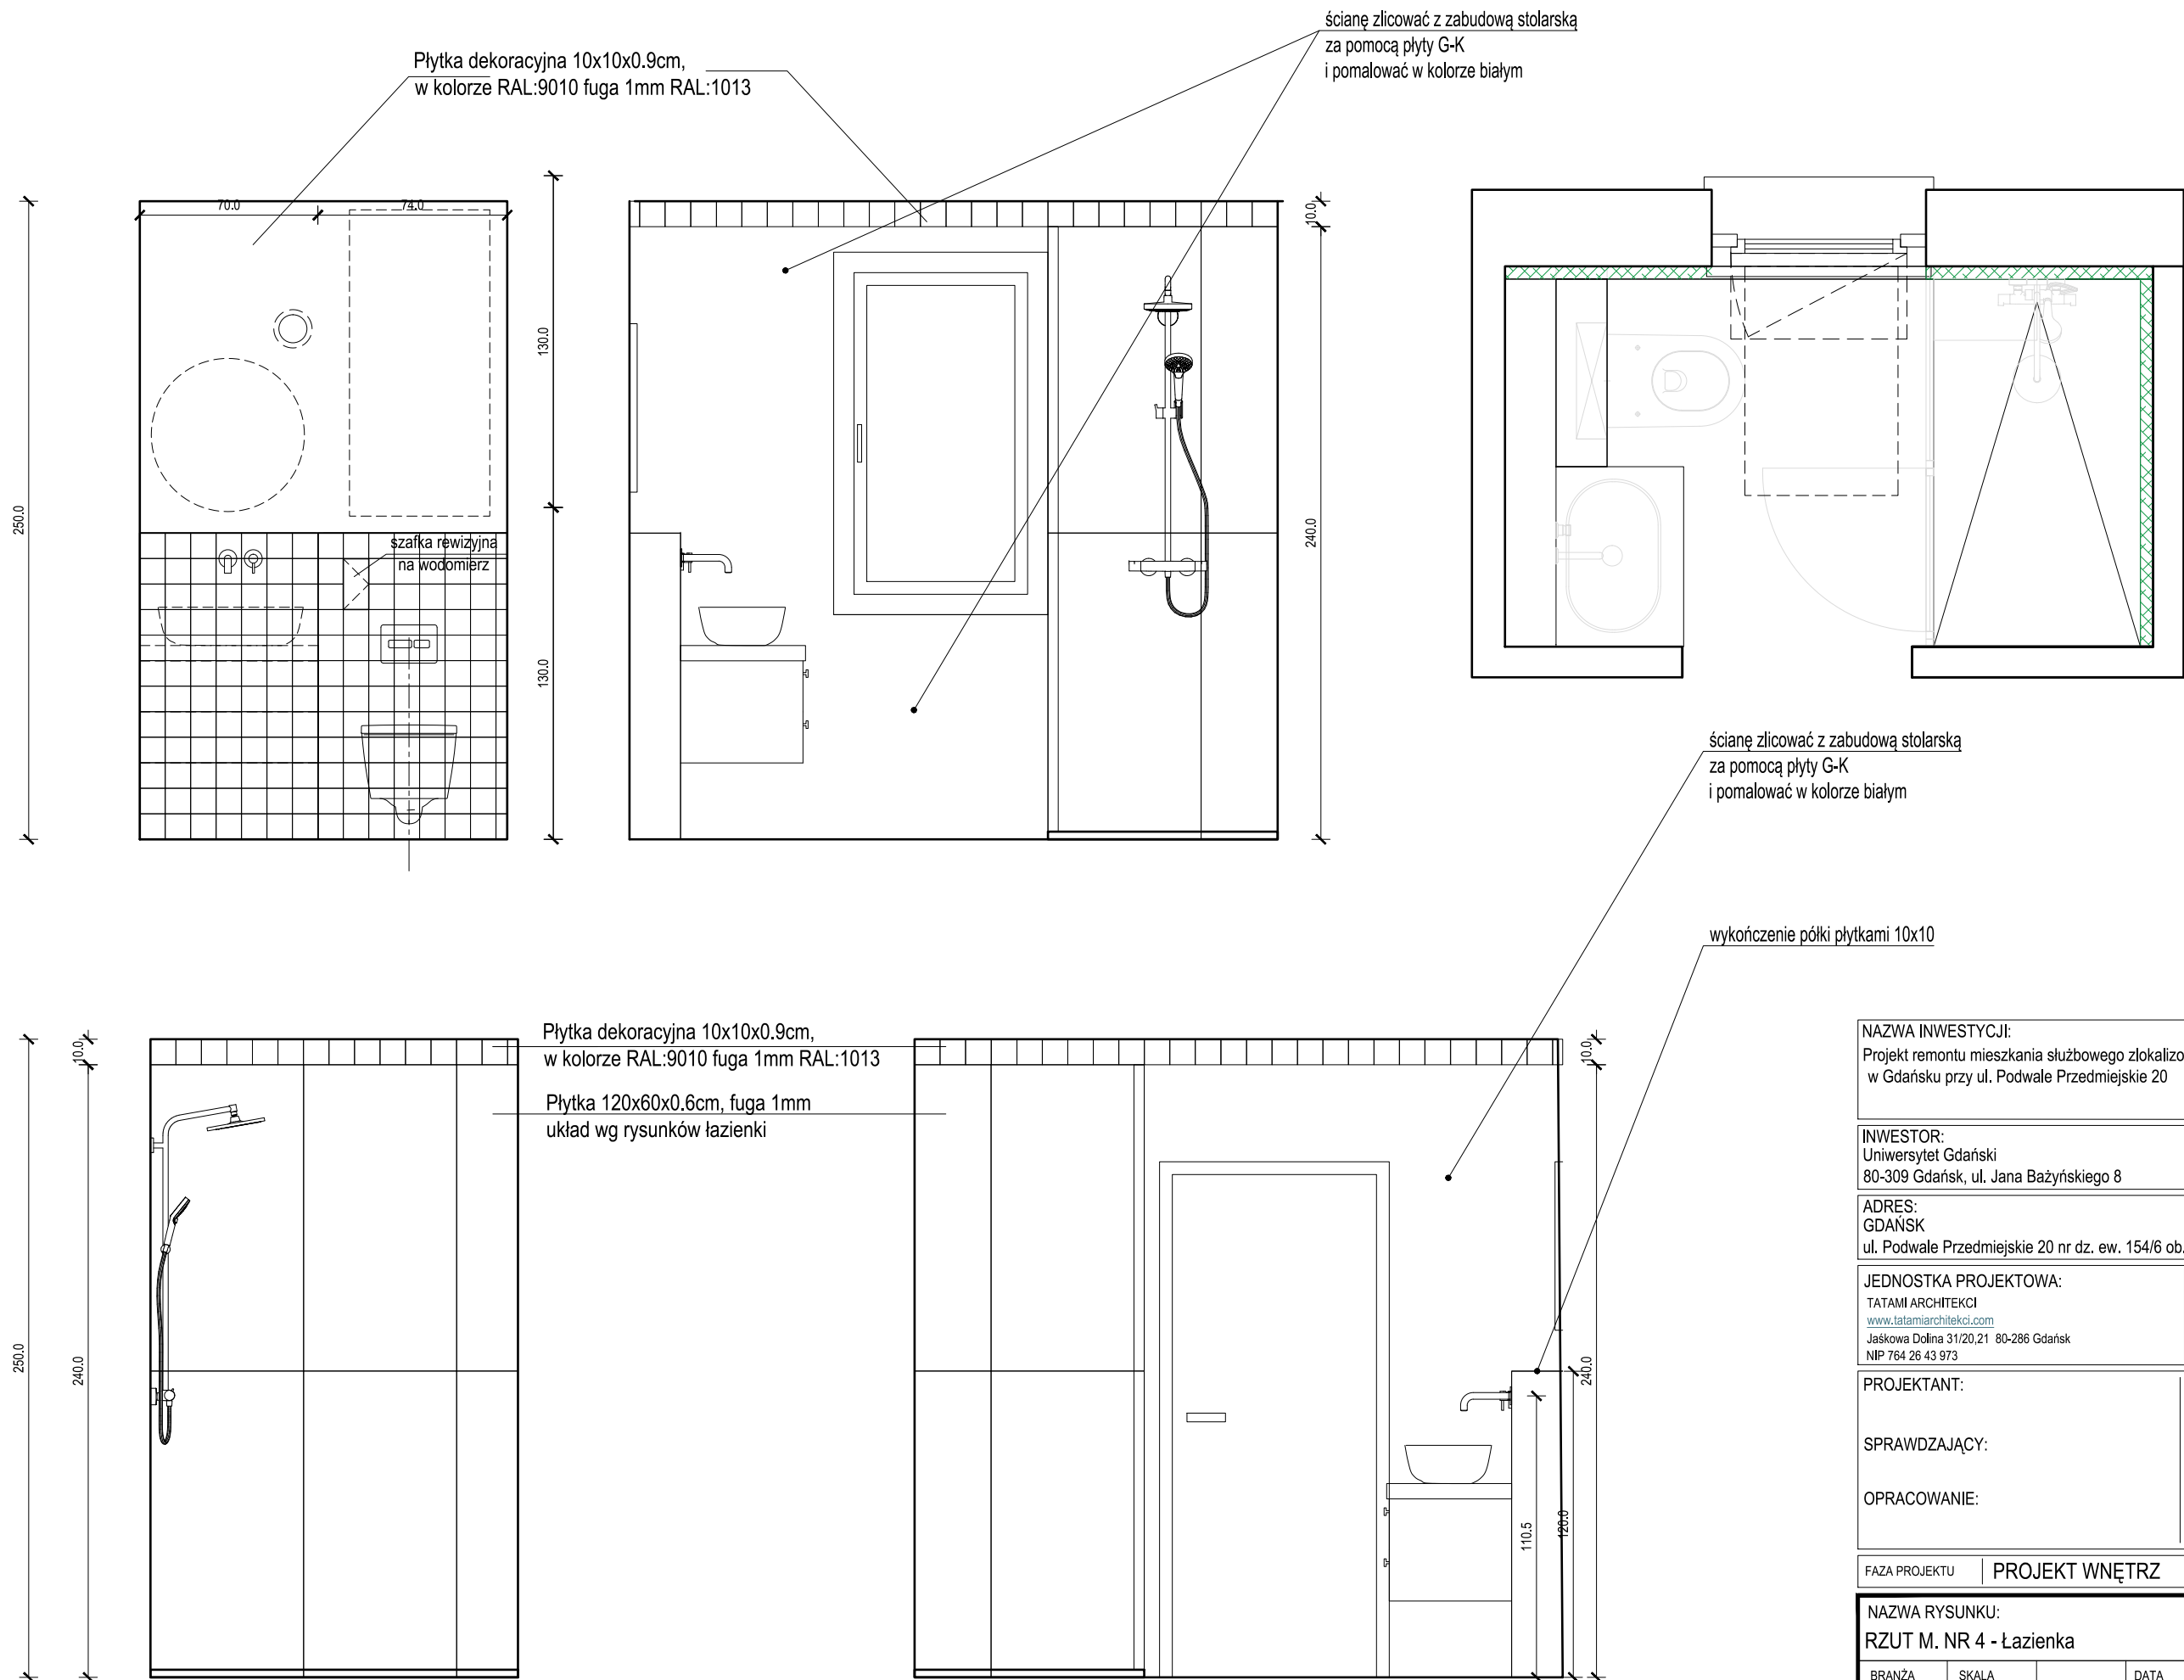 ścianę zlicować z zabudową stolarską
za pomocą płyty G-K
i pomalować w kolorze białym
Płytka dekoracyjna 10x10x0.9cm,
w kolorze RAL:9010 fuga 1mm RAL:1013
70.0
74.0
10.0
250.0
130.0
130.0
240.0
szafka rewizyjna
na wodomierz
ścianę zlicować z zabudową stolarską
za pomocą płyty G-K
i pomalować w kolorze białym
wykończenie półki płytkami 10x10
250.0
10.0
240.0
Płytka dekoracyjna 10x10x0.9cm,
w kolorze RAL:9010 fuga 1mm RAL:1013
Płytka 120x60x0.6cm, fuga 1mm
układ wg rysunków łazienki
10.0
240.0
110.5
120.0
NAZWA INWESTYCJI:
Projekt remontu mieszkania służbowego zlokalizo
w Gdańsku przy ul. Podwale Przedmiejskie 20
INWESTOR:
Uniwersytet Gdański
80-309 Gdańsk, ul. Jana Bażyńskiego 8
ADRES:
GDAŃSK
ul. Podwale Przedmiejskie 20 nr dz. ew. 154/6 ob.
JEDNOSTKA PROJEKTOWA:
TATAMI ARCHITEKCI
www.tatamiarchitekci.com
Jaśkowa Dolina 31/20,21 80-286 Gdańsk
NIP 764 26 43 973
PROJEKTANT:
SPRAWDZAJĄCY:
OPRACOWANIE:
FAZA PROJEKTU PROJEKT WNĘTRZ
NAZWA RYSUNKU:
RZUT M. NR 4 - Łazienka
BRANŻA SKALA DATA